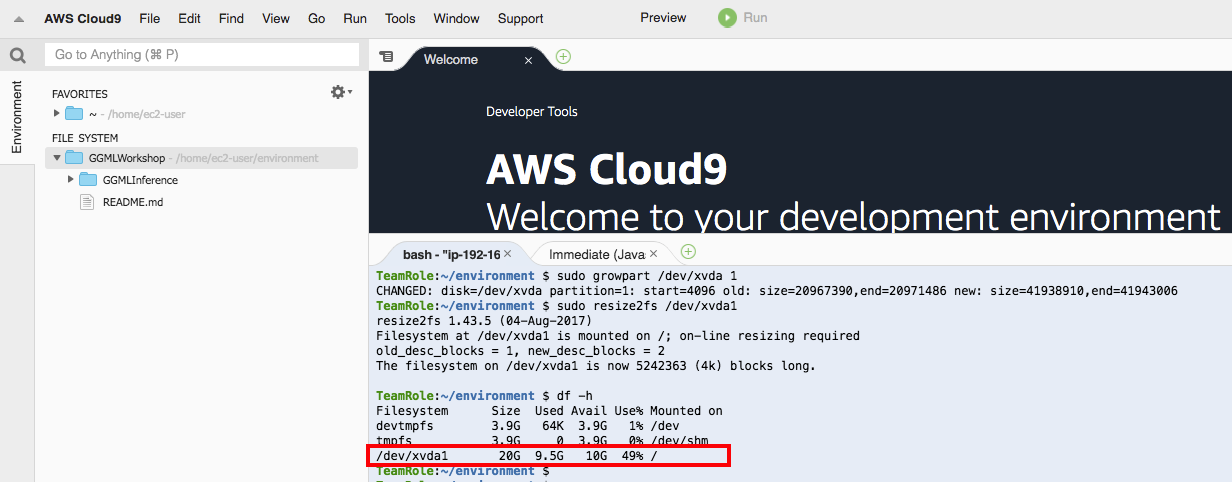 AWS Cloud9 File Edit Find View Go Run Tools Window Support Preview Run
Go to Anything (⌘ P)
Environment
FAVORITES
~ - /home/ec2-user
FILE SYSTEM
GGMLWorkshop - /home/ec2-user/environment
GGMLInference
README.md
Welcome
Developer Tools
AWS Cloud9
Welcome to your development environment
bash - "ip-192-16 Immediate (Javas
TeamRole:~/environment $ sudo growpart /dev/xvda 1
CHANGED: disk=/dev/xvda partition=1: start=4096 old: size=20967390,end=20971486 new: size=41938910,end=41943006
TeamRole:~/environment $ sudo resize2fs /dev/xvda1
resize2fs 1.43.5 (04-Aug-2017)
Filesystem at /dev/xvda1 is mounted on /; on-line resizing required
old_desc_blocks = 1, new_desc_blocks = 2
The filesystem on /dev/xvda1 is now 5242363 (4k) blocks long.
TeamRole:~/environment $ df -h
Filesystem Size Used Avail Use% Mounted on
devtmpfs 3.9G 64K 3.9G 1% /dev
tmpfs 3.9G 0 3.9G 0% /dev/shm
/dev/xvda1 20G 9.5G 10G 49% /
TeamRole:~/environment $